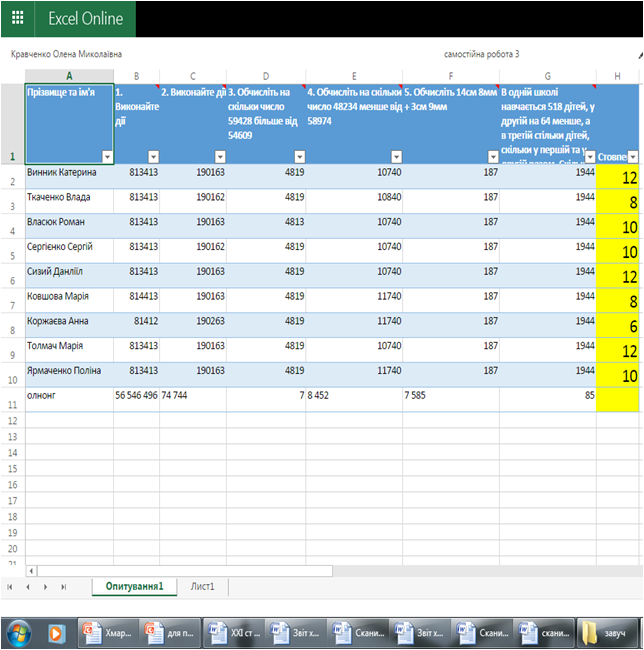 Excel Online
Кравченко Олена Миколаївна самостійна робота 3
A B C D E F G H
1 Прізвище та ім'я 1. Виконайте дії 2. Виконайте дії 3. Обчисліть на скільки число 59428 більше від 54609 4. Обчисліть на скільки число 48234 менше від 58974 5. Обчисліть 14см 8мм + 3см 9мм В одній школі навчається 518 дітей, у другій на 64 менше, а в третій стільки дітей, скільки у першій та у другій разом. Стовпе
2 Винник Катерина 813413 190163 4819 10740 187 1944 12
3 Ткаченко Влада 813413 190162 4819 10840 187 1944 8
4 Власюк Роман 813413 190163 4813 10740 187 1944 10
5 Сергієнко Сергій 813413 190162 4819 10740 187 1944 10
6 Сизий Данліїл 813413 190163 4819 10740 187 1944 12
7 Ковшова Марія 814413 190163 4819 11740 187 1944 8
8 Коржаєва Анна 81412 190263 4819 11740 187 1944 6
9 Толмач Марія 813413 190163 4819 10740 187 1944 12
10 Ярмаченко Поліна 813413 190163 4819 11740 187 1944 10
11 олнонг 56 546 496 74 744 7 8 452 7 585 85
12
13
14
15
16
17
18
19
20
21
Опитування1 Лист1
Хмар... для п... ХХІ ст ... Звіт х... Скани... Звіт х... Скани... скани... завуч